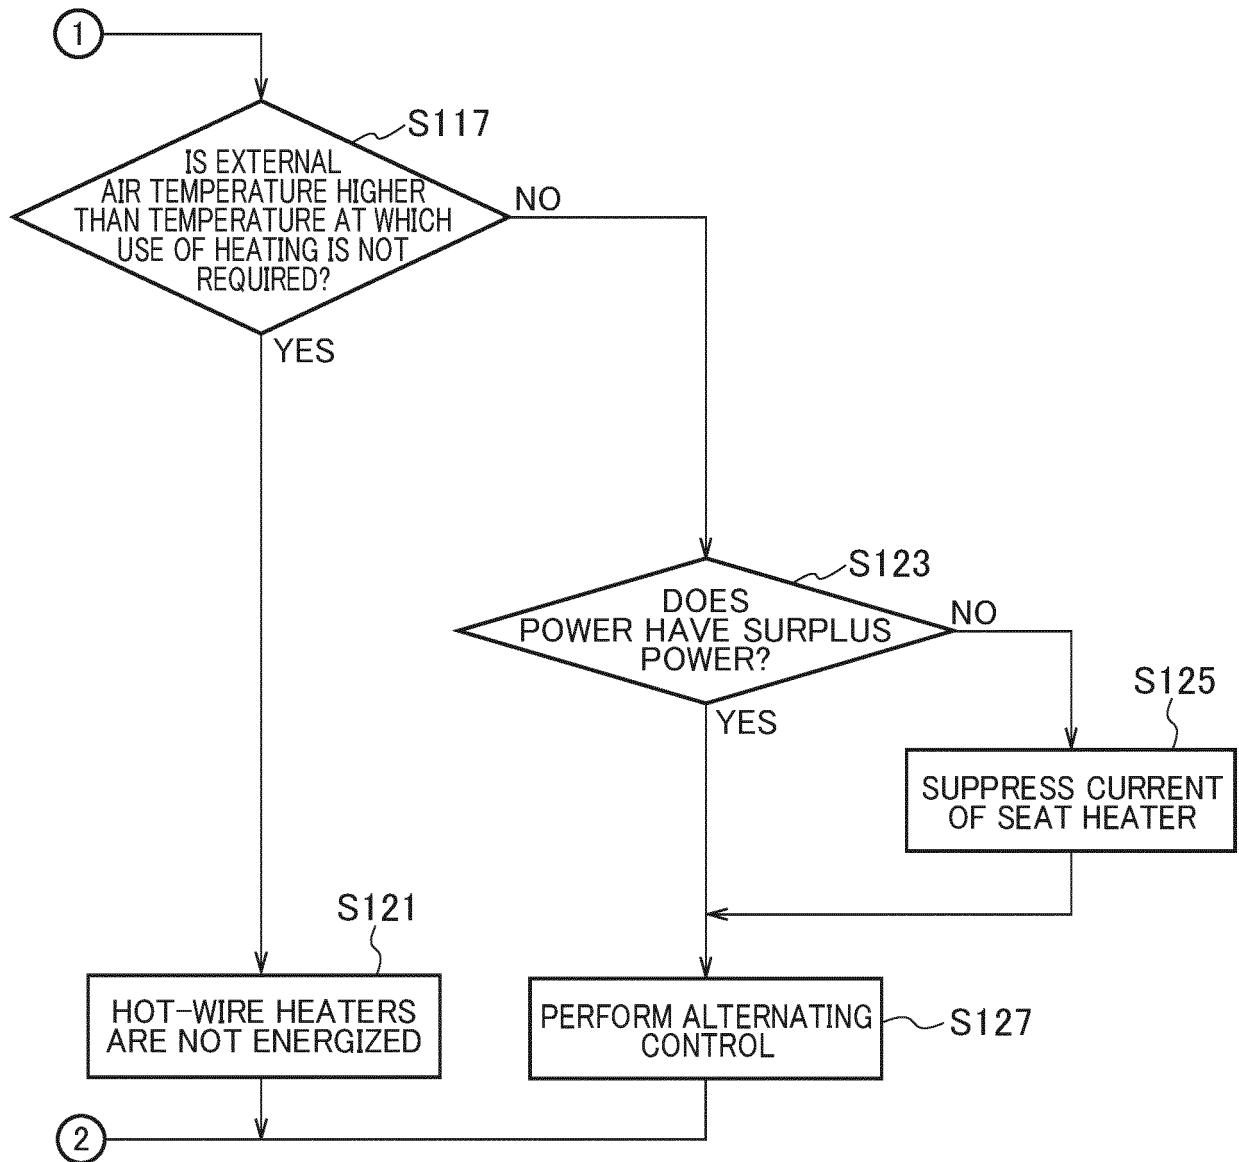 1
S117
IS EXTERNAL
AIR TEMPERATURE HIGHER
THAN TEMPERATURE AT WHICH
USE OF HEATING IS NOT
REQUIRED?
NO
YES
S123
DOES
POWER HAVE SURPLUS
POWER?
NO
YES
S125
SUPPRESS CURRENT
OF SEAT HEATER
S121
HOT-WIRE HEATERS
ARE NOT ENERGIZED
PERFORM ALTERNATING
CONTROL
S127
2